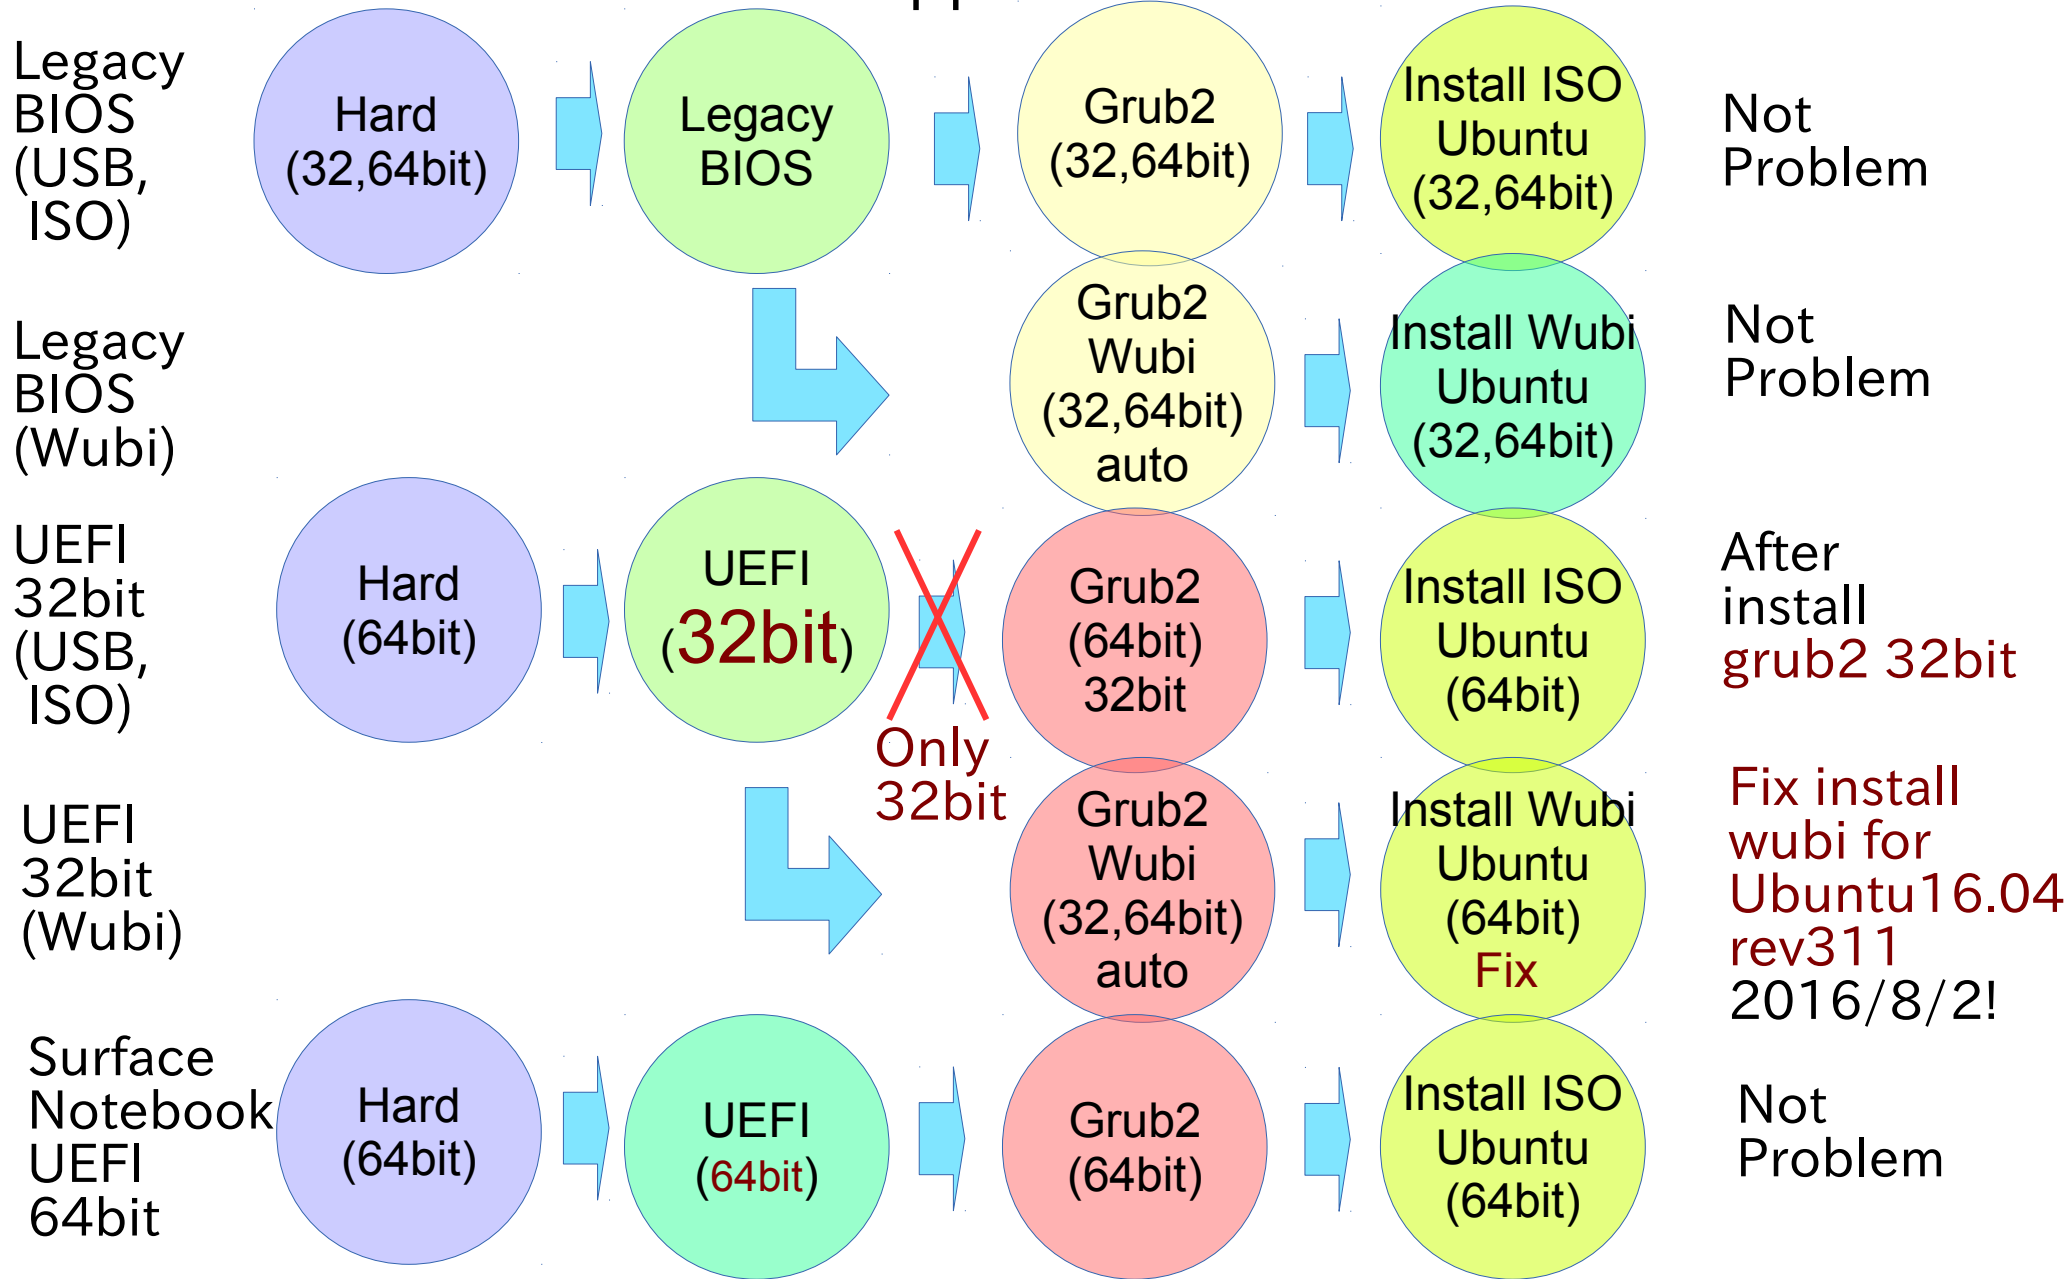 Legacy
BIOS
(USB,
ISO)
Hard
(32,64bit)
Legacy
BIOS
Grub2
(32,64bit)
Install ISO
Ubuntu
(32,64bit)
Not
Problem
Legacy
BIOS
(Wubi)
Grub2
Wubi
(32,64bit)
auto
Install Wubi
Ubuntu
(32,64bit)
Not
Problem
UEFI
32bit
(USB,
ISO)
Hard
(64bit)
UEFI
(32bit)
Only
32bit
Grub2
(64bit)
32bit
Install ISO
Ubuntu
(64bit)
After
install
grub2 32bit
UEFI
32bit
(Wubi)
Grub2
Wubi
(32,64bit)
auto
Install Wubi
Ubuntu
(64bit)
Fix
Fix install
wubi for
Ubuntu16.04
rev311
2016/8/2!
Surface
Notebook
UEFI
64bit
Hard
(64bit)
UEFI
(64bit)
Grub2
(64bit)
Install ISO
Ubuntu
(64bit)
Not
Problem